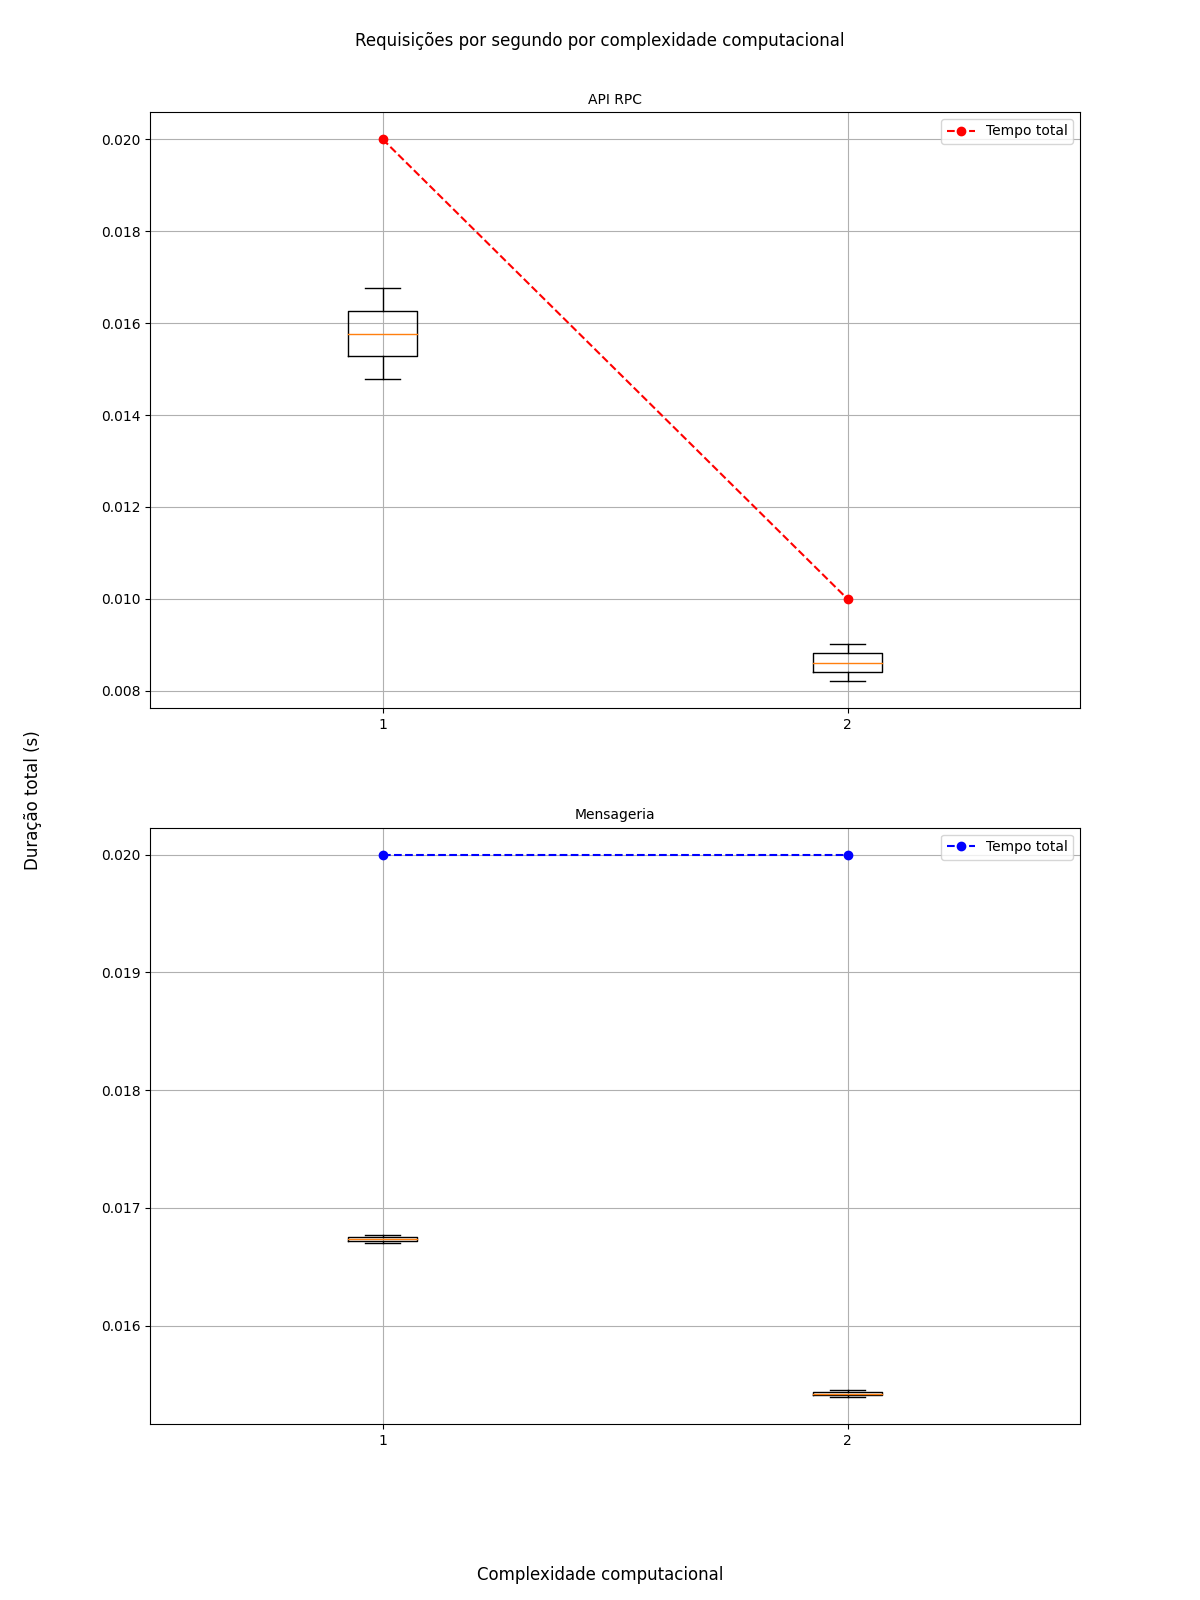 Requisições por segundo por complexidade computacional
API RPC
Tempo total
0.020
0.018
0.016
0.014
0.012
0.010
0.008
1 2
Duração total (s)
Mensageria
Tempo total
0.020
0.019
0.018
0.017
0.016
1 2
Complexidade computacional